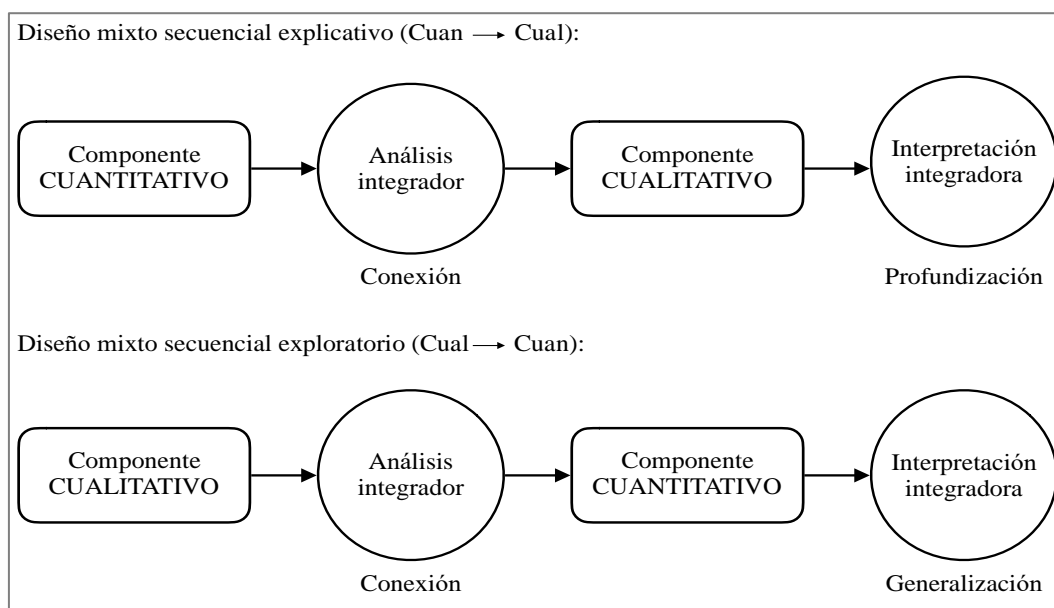 Diseño mixto secuencial explicativo (Cuan → Cual):
Componente
CUANTITATIVO
Análisis
integrador
Componente
CUALITATIVO
Interpretación
integradora
Conexión
Profundización
Diseño mixto secuencial exploratorio (Cual → Cuan):
Componente
CUALITATIVO
Análisis
integrador
Componente
CUANTITATIVO
Interpretación
integradora
Conexión
Generalización